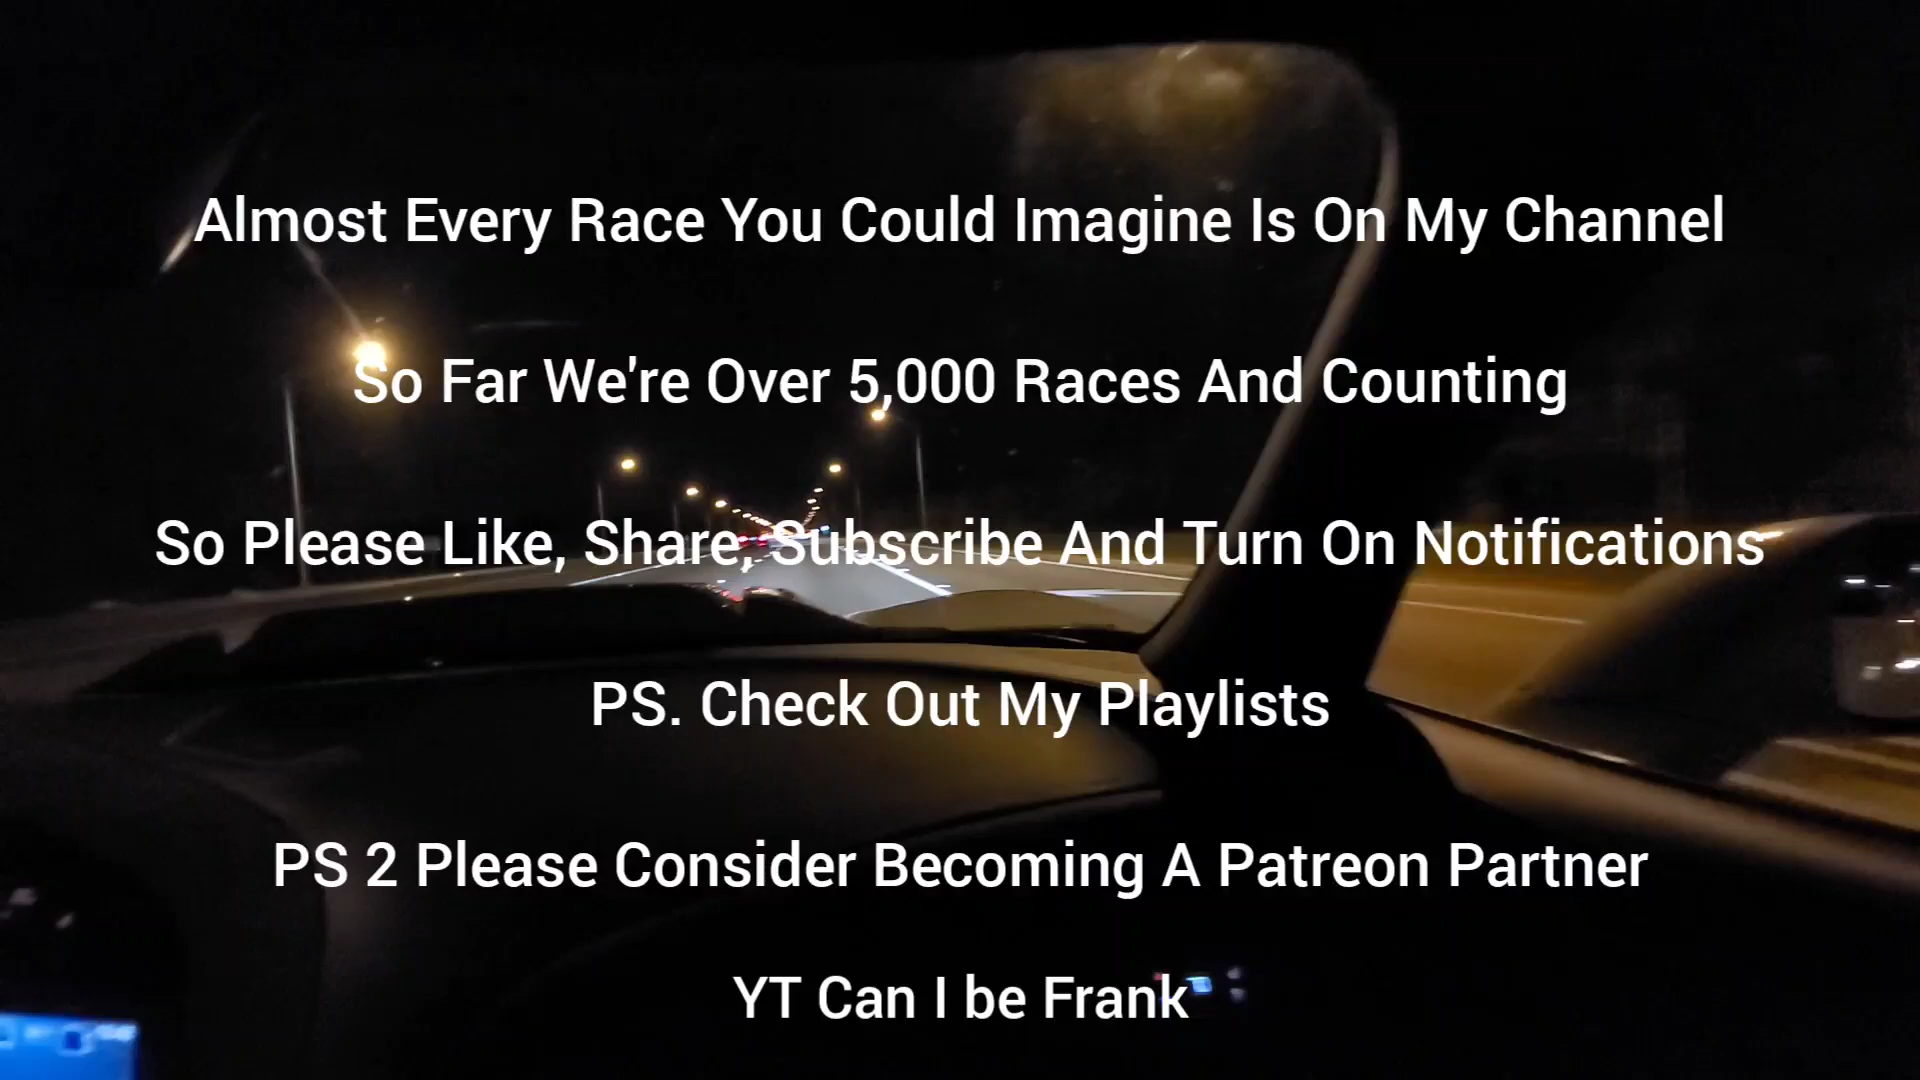 Almost Every Race You Could Imagine Is On My Channel
So Far We're Over 5,000 Races And Counting
So Please Like, Share, Subscribe And Turn On Notifications
PS. Check Out My Playlists
PS 2 Please Consider Becoming A Patreon Partner
YT Can I be Frank